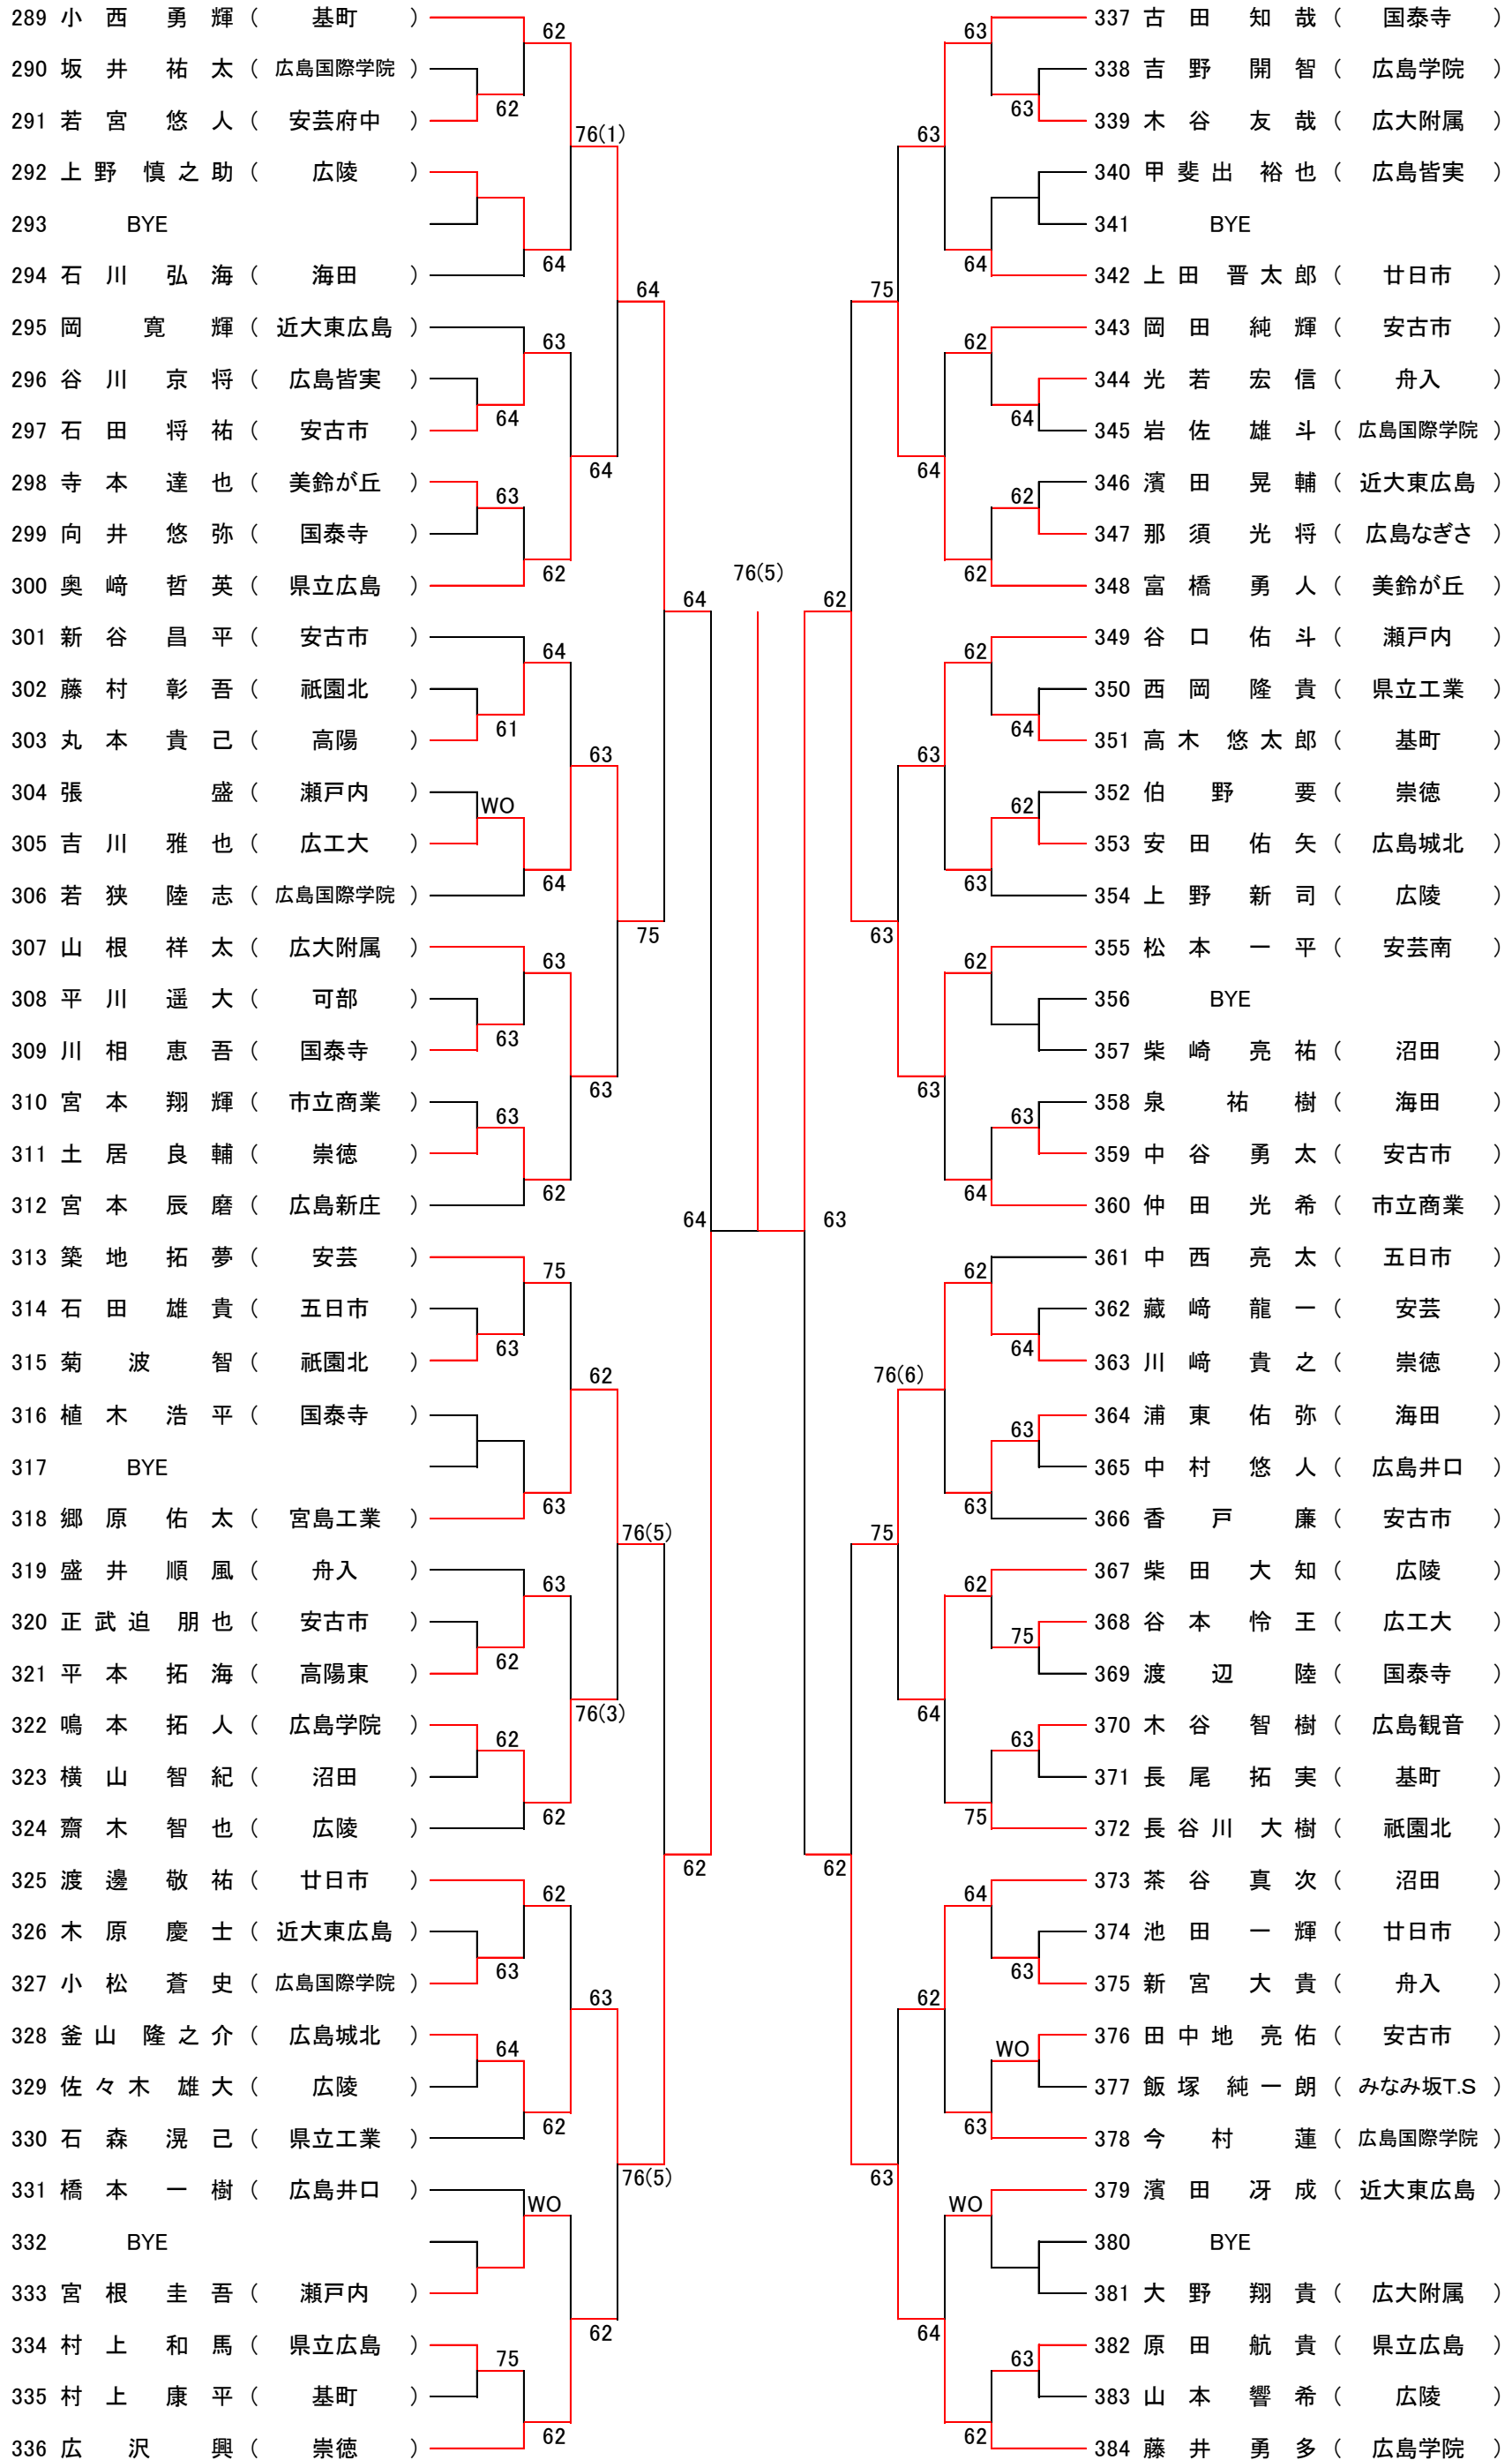 289 小西 勇輝 ( 基町 )
290 坂井 祐太 ( 広島国際学院 )
291 若宮 悠人 ( 安芸府中 )
292 上野 慎之助 ( 広陵 )
293 BYE
294 石川 弘海 ( 海田 )
295 岡 寛輝 ( 近大東広島 )
296 谷川 京将 ( 広島皆実 )
297 石田 将祐 ( 安古市 )
298 寺本 達也 ( 美鈴が丘 )
299 向井 悠弥 ( 国泰寺 )
300 奥﨑 哲英 ( 県立広島 )
301 新谷 昌平 ( 安古市 )
302 藤村 彰吾 ( 祇園北 )
303 丸本 貴己 ( 高陽 )
304 張 盛 ( 瀬戸内 )
305 吉川 雅也 ( 広工大 )
306 若狭 陸志 ( 広島国際学院 )
307 山根 祥太 ( 広大附属 )
308 平川 遥大 ( 可部 )
309 川相 恵吾 ( 国泰寺 )
310 宮本 翔輝 ( 市立商業 )
311 土居 良輔 ( 崇徳 )
312 宮本 辰磨 ( 広島新庄 )
313 築地 拓夢 ( 安芸 )
314 石田 雄貴 ( 五日市 )
315 菊波 智 ( 祇園北 )
316 植木 浩平 ( 国泰寺 )
317 BYE
318 郷原 佑太 ( 宮島工業 )
319 盛井 順風 ( 舟入 )
320 正武迫 朋也 ( 安古市 )
321 平本 拓海 ( 高陽東 )
322 鳴本 拓人 ( 広島学院 )
323 横山 智紀 ( 沼田 )
324 齋木 智也 ( 広陵 )
325 渡邊 敬祐 ( 廿日市 )
326 木原 慶士 ( 近大東広島 )
327 小松 蒼史 ( 広島国際学院 )
328 釜山 隆之介 ( 広島城北 )
329 佐々木 雄大 ( 広陵 )
330 石森 滉己 ( 県立工業 )
331 橋本 一樹 ( 広島井口 )
332 BYE
333 宮根 圭吾 ( 瀬戸内 )
334 村上 和馬 ( 県立広島 )
335 村上 康平 ( 基町 )
336 広沢 興 ( 崇徳 )
62
62
64
63
64
63
62
64
61
WO
64
63
63
63
62
75
63
63
63
62
62
62
62
63
64
62
WO
75
62
76(1)
64
63
63
62
76(3)
63
62
64
75
76(5)
76(5)
64
62
64
76(5)
63
62
62
75
63
75
63
63
64
63
63
76(6)
64
62
64
63
63
64
62
64
62
62
62
64
62
63
62
63
64
62
64
63
63
62
75
63
75
64
63
WO
63
WO
63
62
337 古田 知哉 ( 国泰寺 )
338 吉野 開智 ( 広島学院 )
339 木谷 友哉 ( 広大附属 )
340 甲斐出 裕也 ( 広島皆実 )
341 BYE
342 上田 晋太郎 ( 廿日市 )
343 岡田 純輝 ( 安古市 )
344 光若 宏信 ( 舟入 )
345 岩佐 雄斗 ( 広島国際学院 )
346 濱田 晃輔 ( 近大東広島 )
347 那須 光将 ( 広島なぎさ )
348 富橋 勇人 ( 美鈴が丘 )
349 谷口 佑斗 ( 瀬戸内 )
350 西岡 隆貴 ( 県立工業 )
351 高木 悠太郎 ( 基町 )
352 伯野 要 ( 崇徳 )
353 安田 佑矢 ( 広島城北 )
354 上野 新司 ( 広陵 )
355 松本 一平 ( 安芸南 )
356 BYE
357 柴崎 亮祐 ( 沼田 )
358 泉 祐樹 ( 海田 )
359 中谷 勇太 ( 安古市 )
360 仲田 光希 ( 市立商業 )
361 中西 亮太 ( 五日市 )
362 藏﨑 龍一 ( 安芸 )
363 川﨑 貴之 ( 崇徳 )
364 浦東 佑弥 ( 海田 )
365 中村 悠人 ( 広島井口 )
366 香戸 廉 ( 安古市 )
367 柴田 大知 ( 広陵 )
368 谷本 怜王 ( 広工大 )
369 渡辺 陸 ( 国泰寺 )
370 木谷 智樹 ( 広島観音 )
371 長尾 拓実 ( 基町 )
372 長谷川 大樹 ( 祇園北 )
373 茶谷 真次 ( 沼田 )
374 池田 一輝 ( 廿日市 )
375 新宮 大貴 ( 舟入 )
376 田中地 亮佑 ( 安古市 )
377 飯塚 純一朗 ( みなみ坂T.S )
378 今村 蓮 ( 広島国際学院 )
379 濱田 冴成 ( 近大東広島 )
380 BYE
381 大野 翔貴 ( 広大附属 )
382 原田 航貴 ( 県立広島 )
383 山本 響希 ( 広陵 )
384 藤井 勇多 ( 広島学院 )